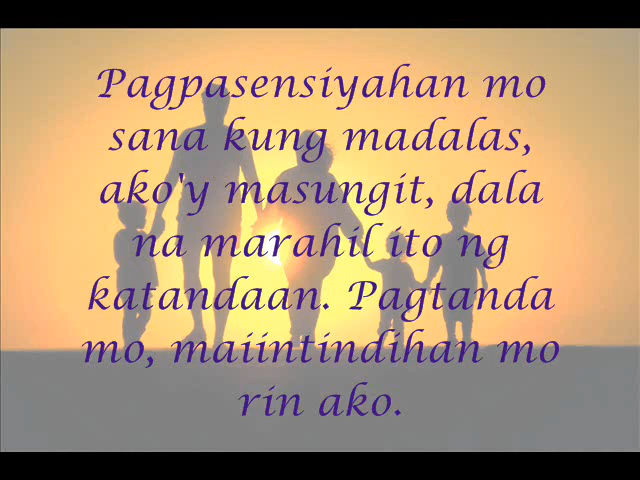 Pagpasensiyahan mo
sana kung madalas,
ako'y masungit, dala
na marahil ito ng
katandaan. Pagtanda
mo, maiintindihan mo
rin ako.